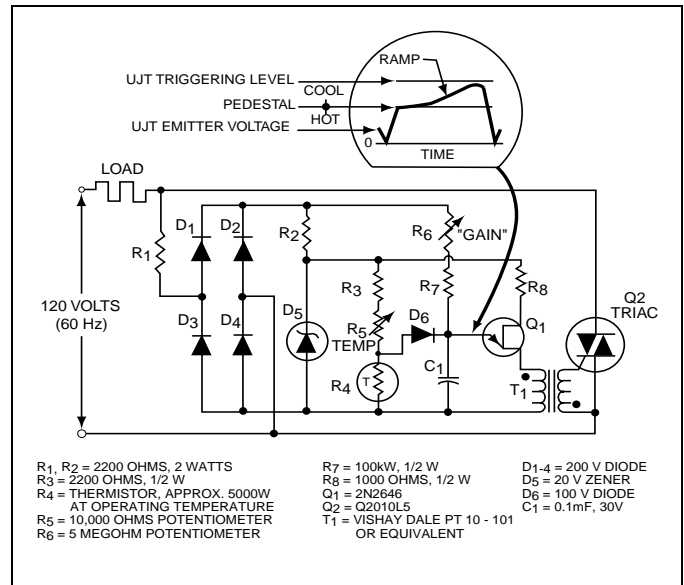 RAMP
UJT TRIGGERING LEVEL
COOL
PEDESTAL
HOT
UJT EMITTER VOLTAGE
0
TIME
LOAD
D1
D2
R2
R6
"GAIN"
R1
R3
R7
R8
Q2
TRIAC
120 VOLTS
(60 Hz)
D3
D4
D5
R5
TEMP
D6
Q1
R4
T
C1
T1
R1, R2 = 2200 OHMS, 2 WATTS
R3 = 2200 OHMS, 1/2 W
R4 = THERMISTOR, APPROX. 5000W
AT OPERATING TEMPERATURE
R5 = 10,000 OHMS POTENTIOMETER
R6 = 5 MEGOHM POTENTIOMETER
R7 = 100kW, 1/2 W
R8 = 1000 OHMS, 1/2 W
Q1 = 2N2646
Q2 = Q2010L5
T1 = VISHAY DALE PT 10 - 101
OR EQUIVALENT
D1-4 = 200 V DIODE
D5 = 20 V ZENER
D6 = 100 V DIODE
C1 = 0.1mF, 30V